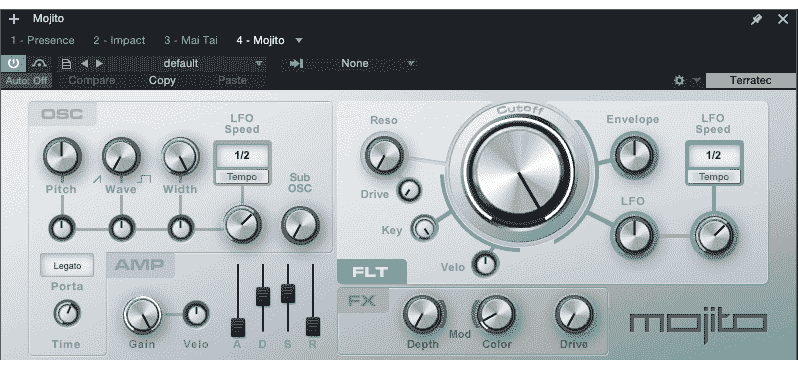 Mojito
1 - Presence 2 - Impact 3 - Mai Tai 4 - Mojito
default None
Auto: Off Compare Copy Paste Terratec
OSC
LFO
Speed
1/2
Tempo
Pitch Wave Width
Sub
OSC
Legato
Porta
Time
AMP
Gain Velo A D S R
Reso
Cutoff
Envelope
LFO
Speed
1/2
Tempo
Drive
Key
LFO
Velo
FLT
FX
Depth Mod Color Drive
mojito